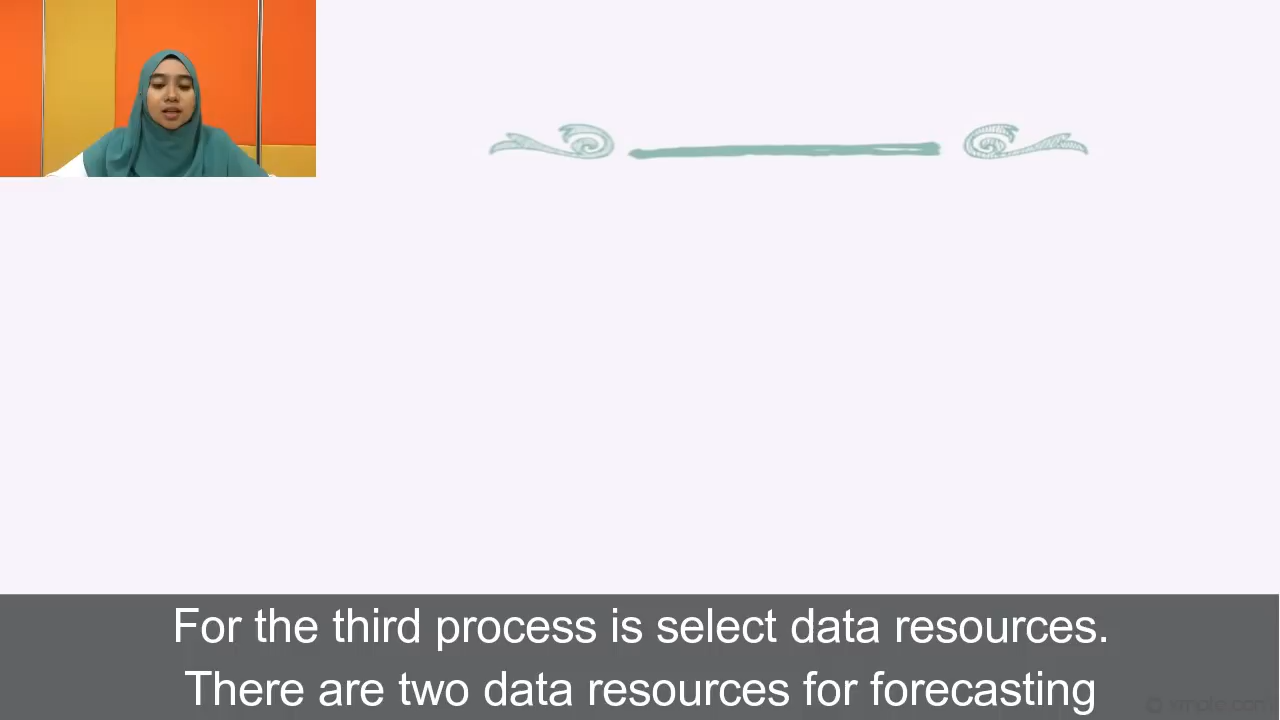 For the third process is select data resources.
There are two data resources for forecasting